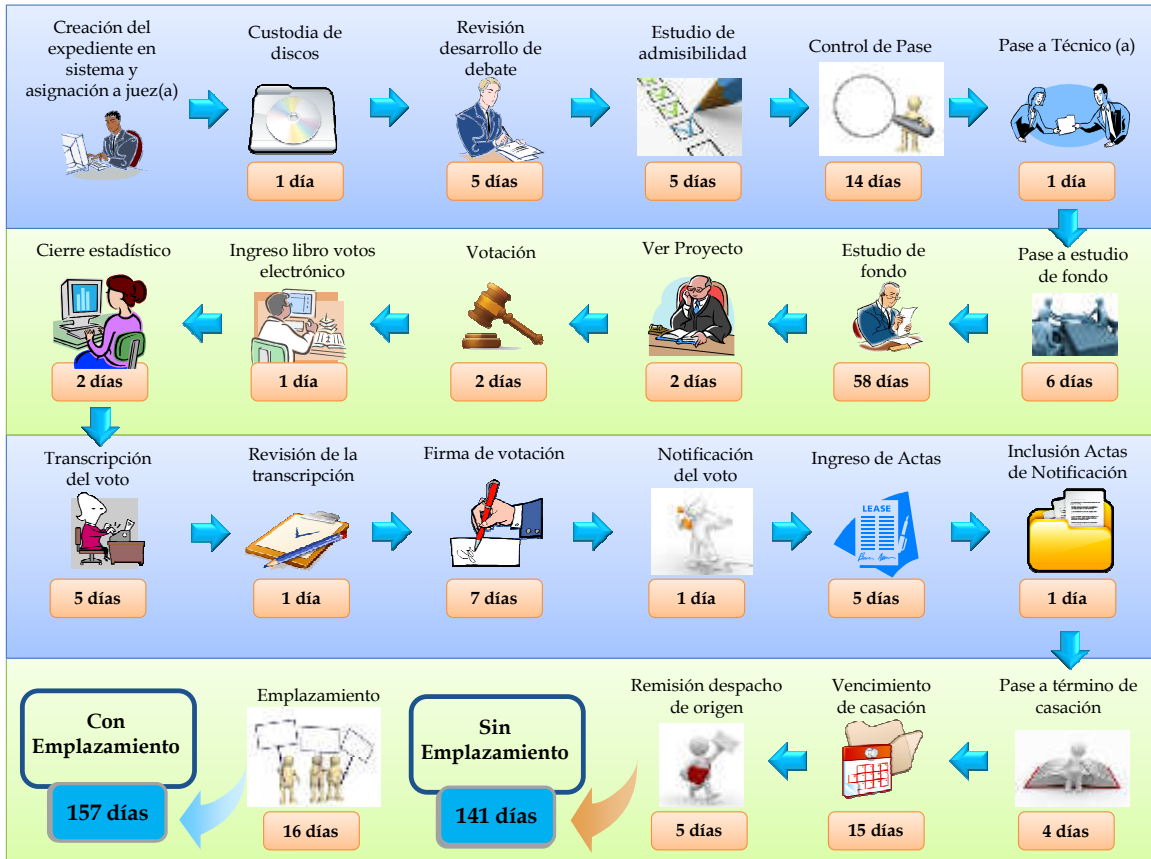 Creación del
expediente en
sistema y
asignación a juez(a)
Custodia de
discos
1 día
Revisión
desarrollo de
debate
5 días
Estudio de
admisibilidad
5 días
Control de Pase
14 días
Pase a Técnico (a)
1 día
Pase a estudio
de fondo
6 días
Estudio de
fondo
58 días
Ver Proyecto
2 días
Votación
2 días
Ingreso libro votos
electrónico
1 día
Cierre estadístico
2 días
Transcripción
del voto
5 días
Revisión de la
transcripción
1 día
Firma de votación
7 días
Notificación
del voto
1 día
Ingreso de Actas
LEASE
5 días
Inclusión Actas
de Notificación
1 día
Pase a término de
casación
4 días
Vencimiento
de casación
15 días
Remisión despacho
de origen
5 días
Sin
Emplazamiento
141 días
Emplazamiento
16 días
Con
Emplazamiento
157 días